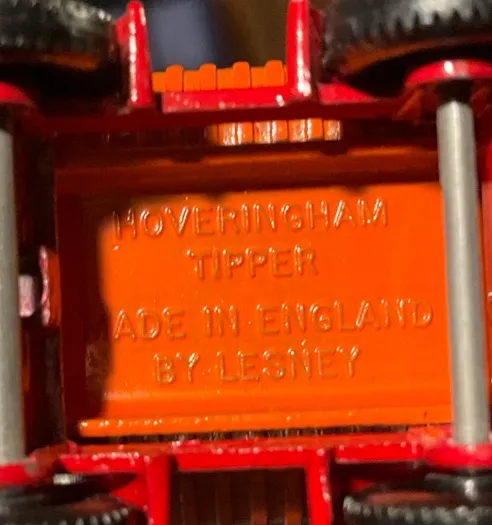 HOVERINGHAM
TIPPER
ADE IN ENGLAND
BY LESNEY